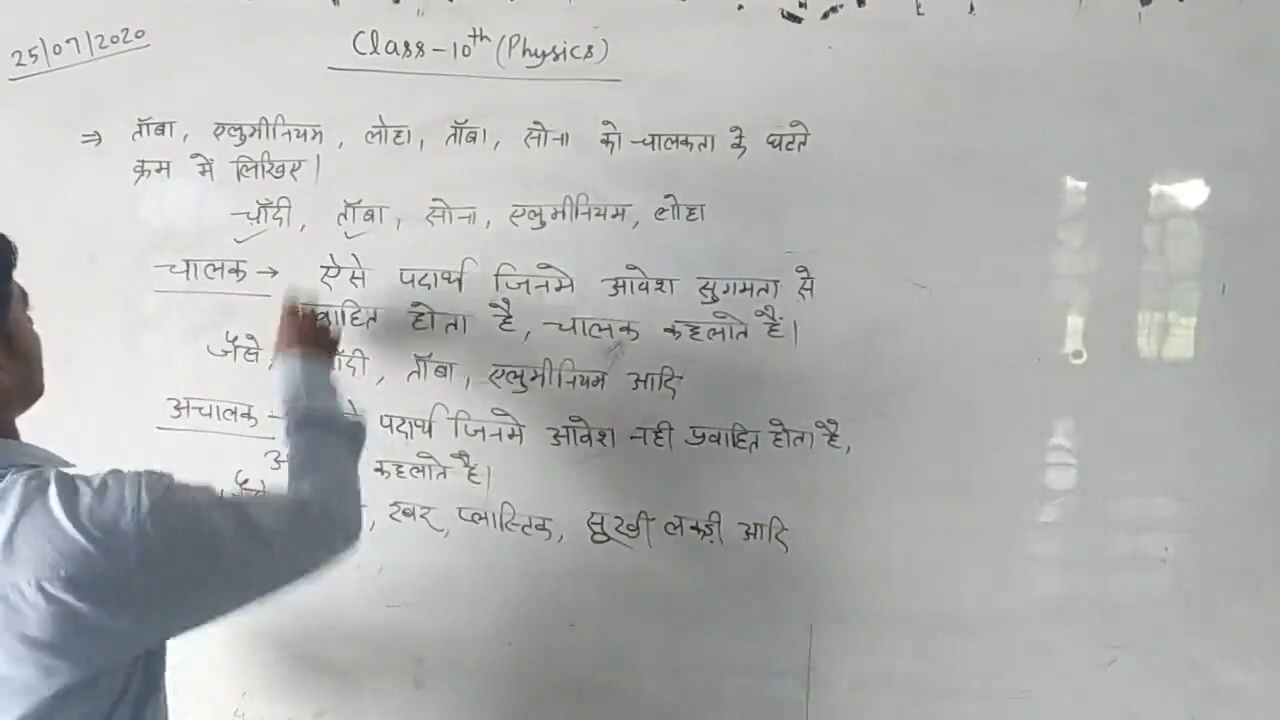 25/07/2020
Class-10th (Physics)
⇒ ताँबा, एलुमीनियम, लोहा, ताँबा, सोना को चालकता के घटते
क्रम में लिखिए।
चाँदी, ताँबा, सोना, एलुमीनियम, लोहा
चालक → ऐसे पदार्थ जिनमे आवेश सुगमता से
होता है, चालक कहलाते हैं।
जैसे, ताँबा, एलुमीनियम आदि
अचालक - पदार्थ जिनमे आवेश नही प्रवाहित होता है,
कहलाते है।
जैसे , रबर, प्लास्टिक, सूखी लकड़ी आदि